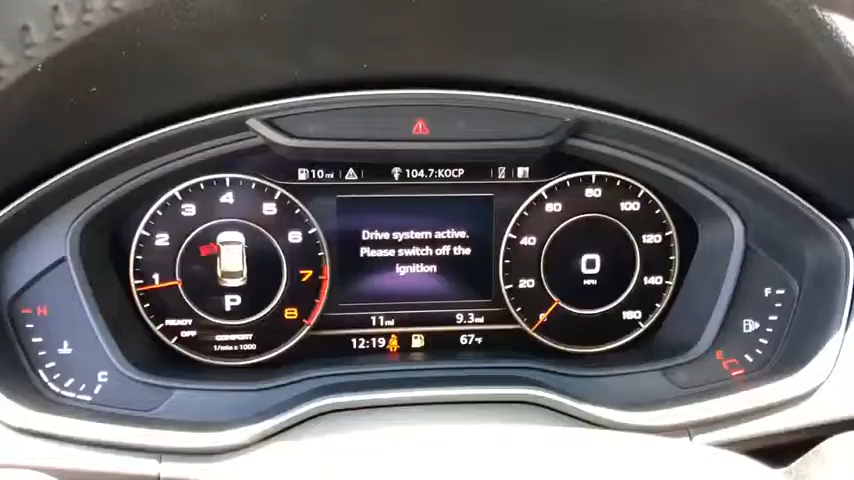 10 mi
104.7:KOCP
1
2
3
4
5
6
7
8
P
READY
OFF
COMFORT
1/min x 1000
Drive system active.
Please switch off the
ignition
11 mi
9.3 mi
12:19
67°F
0
20
40
60
80
100
120
140
160
0
MPH
H
C
F
E